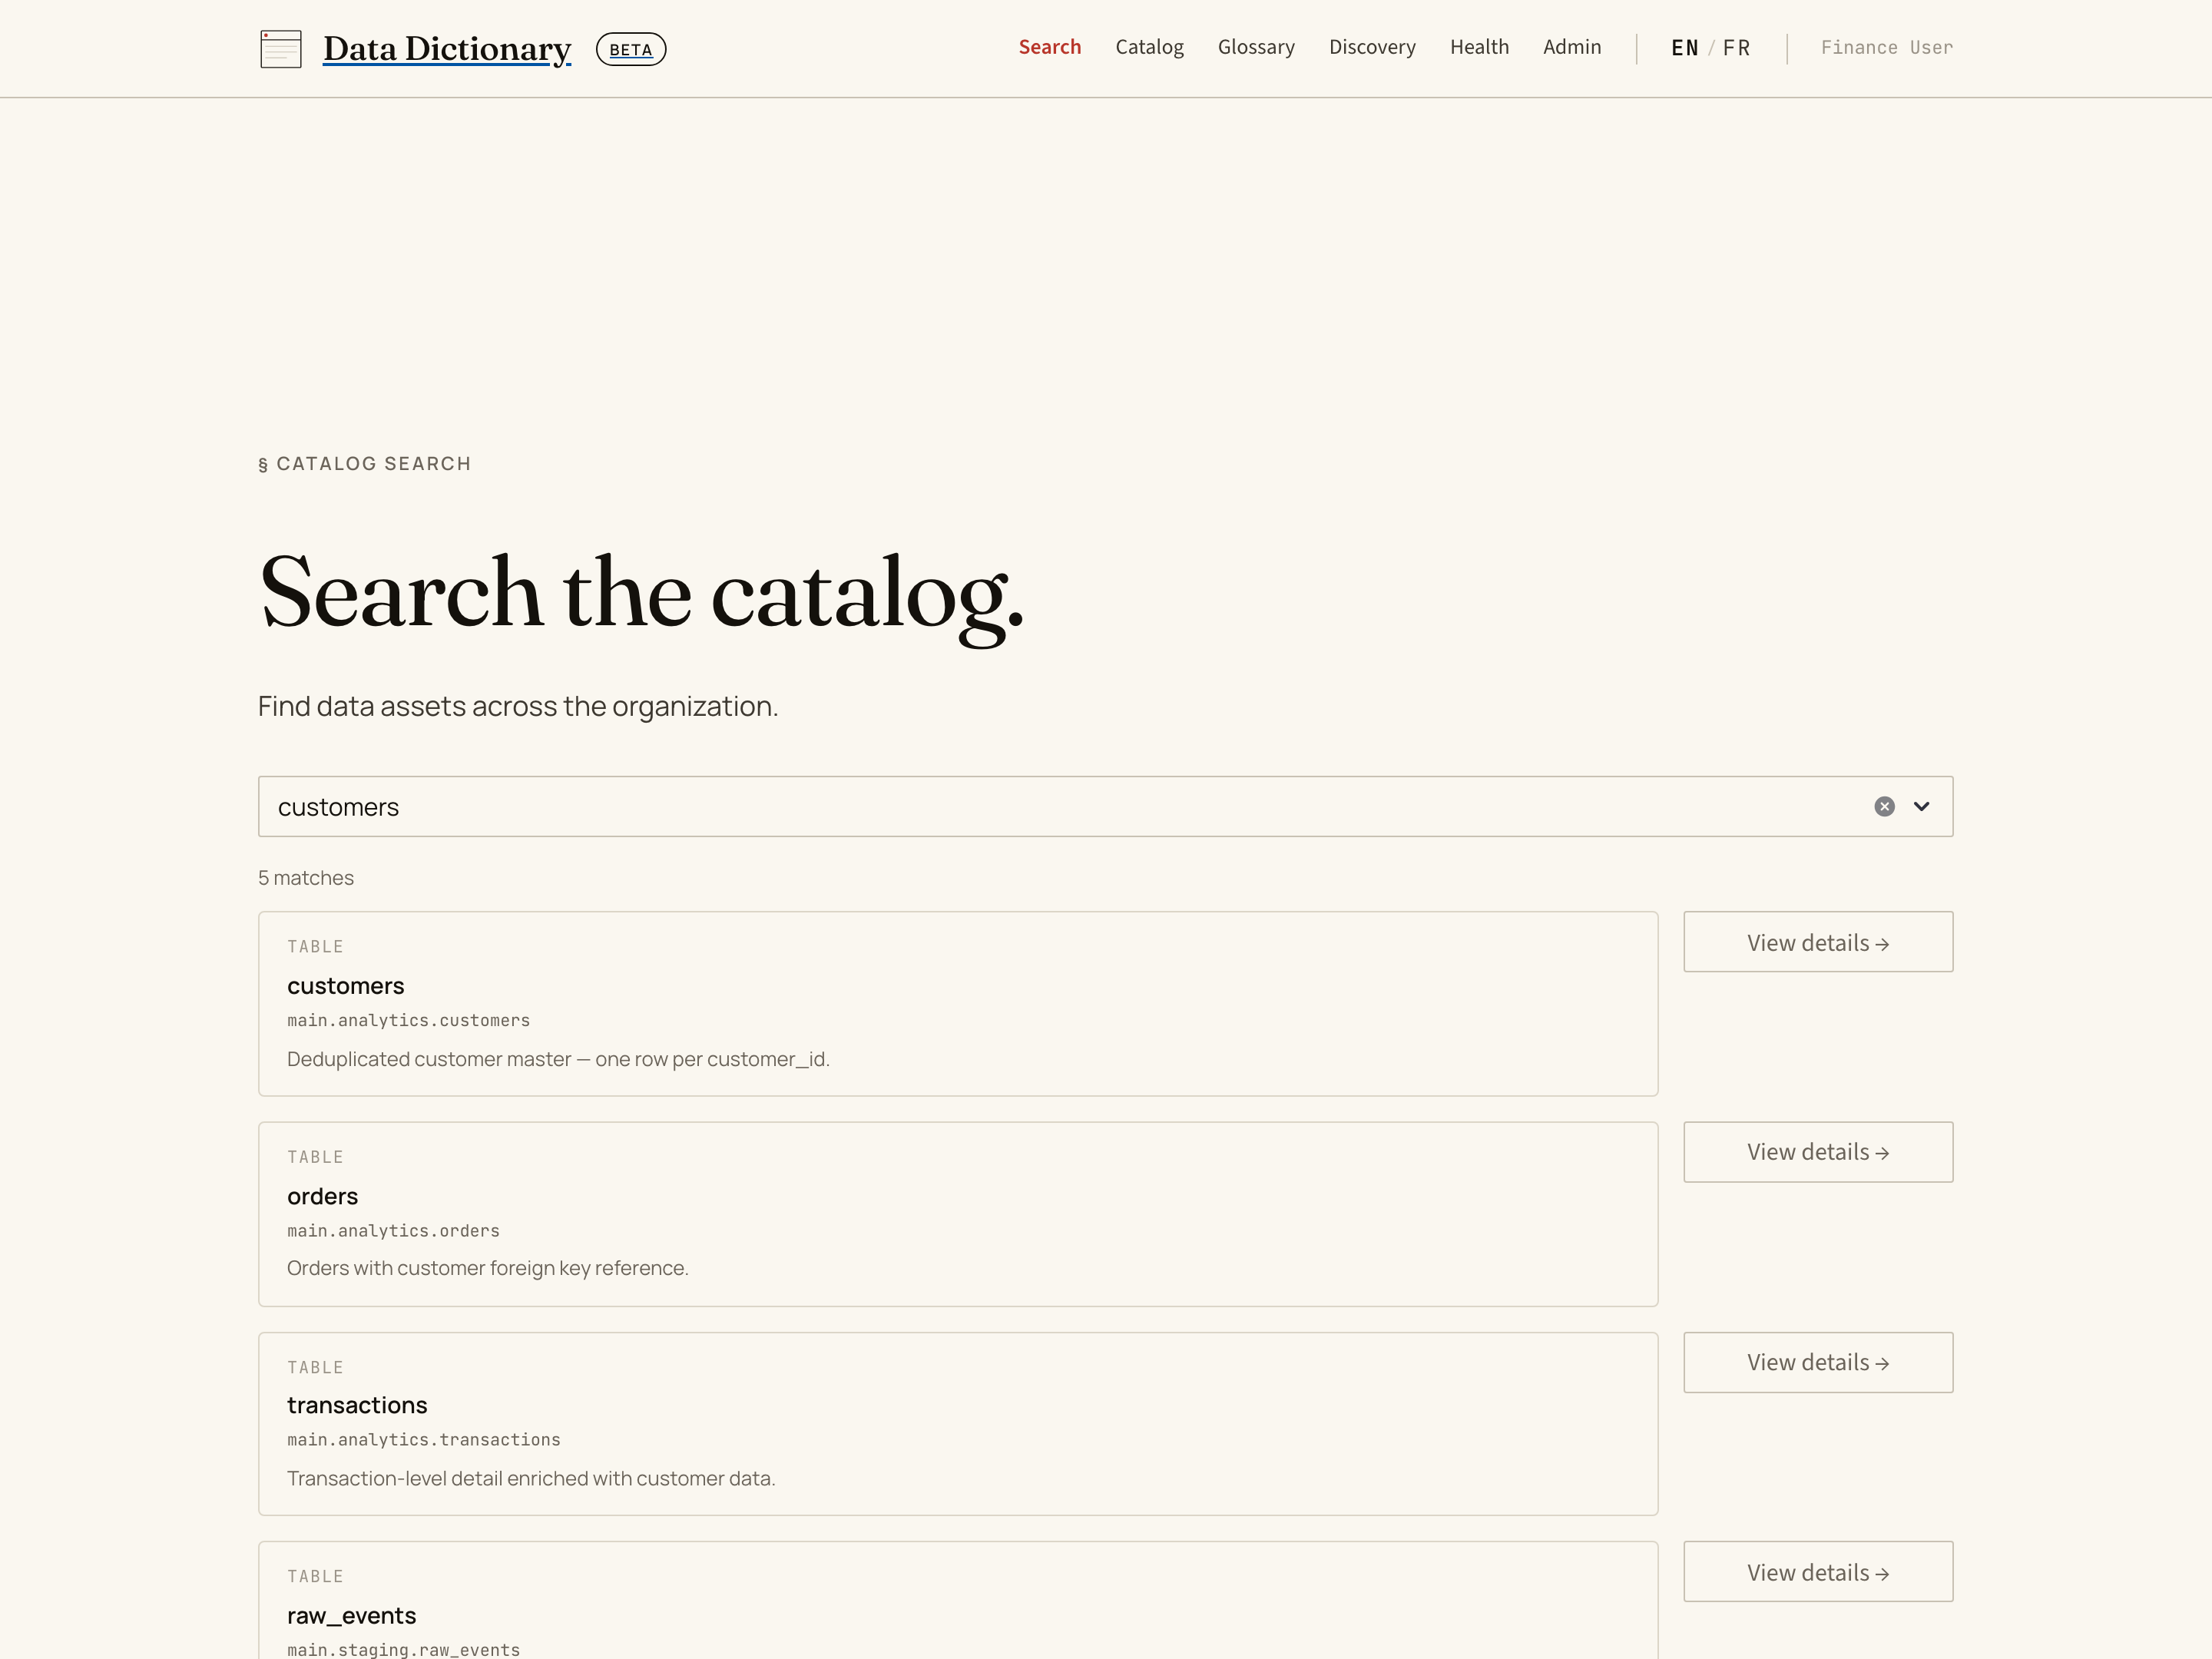 Data Dictionary BETA Search Catalog Glossary Discovery Health Admin EN / FR Finance User
§ CATALOG SEARCH
Search the catalog.
Find data assets across the organization.
customers
5 matches
TABLE
customers
main.analytics.customers
Deduplicated customer master — one row per customer_id.
View details →
TABLE
orders
main.analytics.orders
Orders with customer foreign key reference.
View details →
TABLE
transactions
main.analytics.transactions
Transaction-level detail enriched with customer data.
View details →
TABLE
raw_events
main.staging.raw_events
View details →